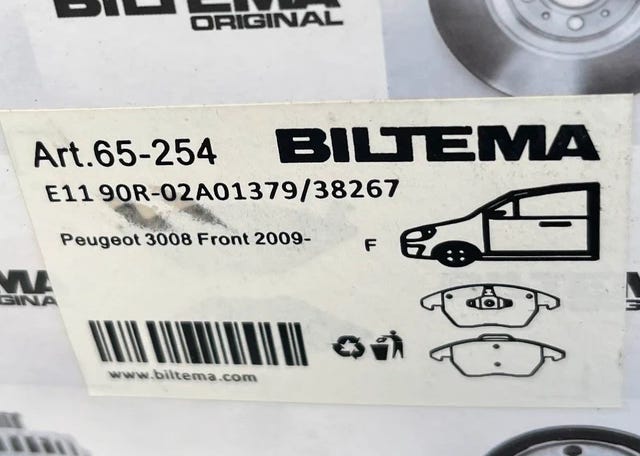 BILTEMA
ORIGINAL
Art.65-254
BILTEMA
E11 90R-02A01379/38267
Peugeot 3008 Front 2009-
F
www.biltema.com